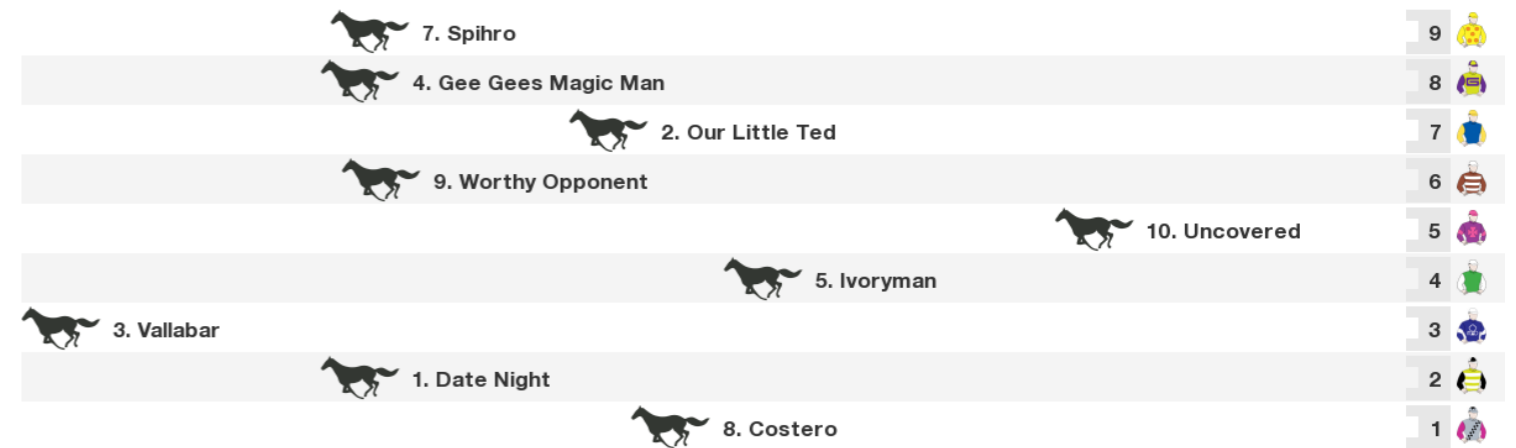 7. Spihro 9
4. Gee Gees Magic Man 8
2. Our Little Ted 7
9. Worthy Opponent 6
10. Uncovered 5
5. Ivoryman 4
3. Vallabar 3
1. Date Night 2
8. Costero 1